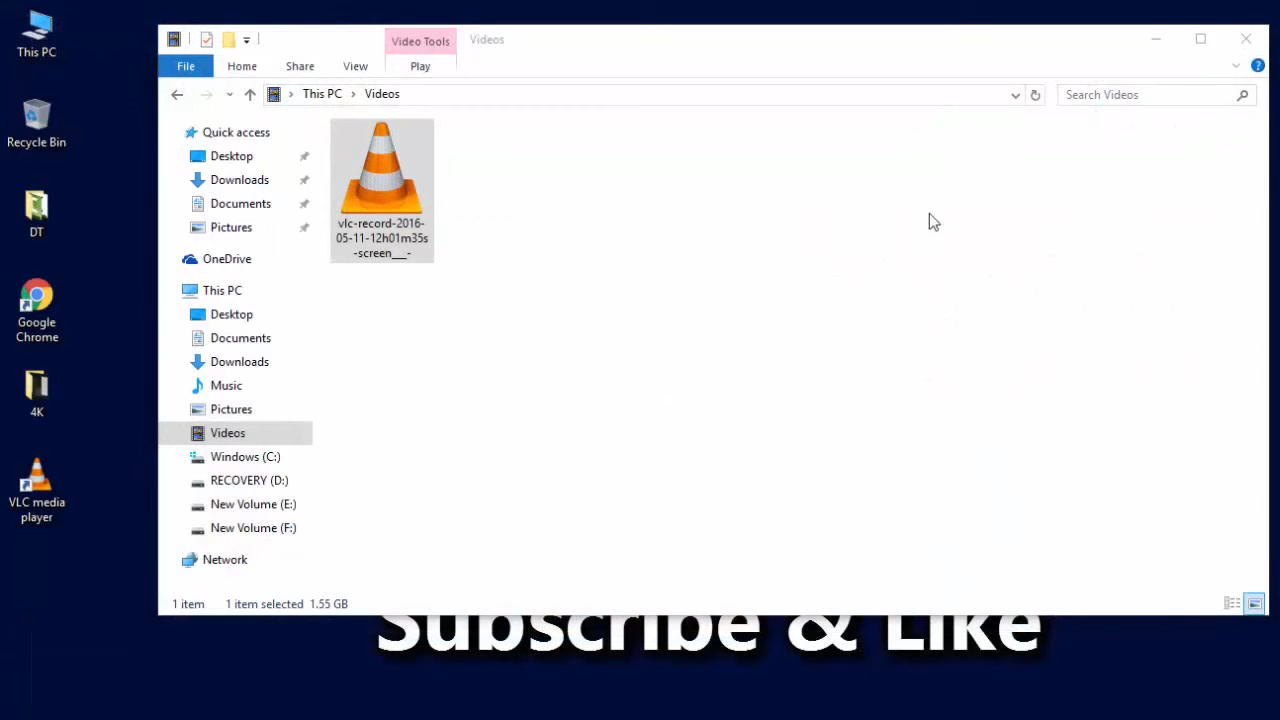 This PC
Recycle Bin
DT
Google
Chrome
4K
VLC media
player
Video Tools
Videos
File
Home
Share
View
Play
This PC
Videos
Search Videos
Quick access
Desktop
Downloads
Documents
Pictures
OneDrive
This PC
Desktop
Documents
Downloads
Music
Pictures
Videos
Windows (C:)
RECOVERY (D:)
New Volume (E:)
New Volume (F:)
Network
vlc-record-2016-
05-11-12h01m35s
-screen___-
1 item
1 item selected 1.55 GB
Subscribe & Like